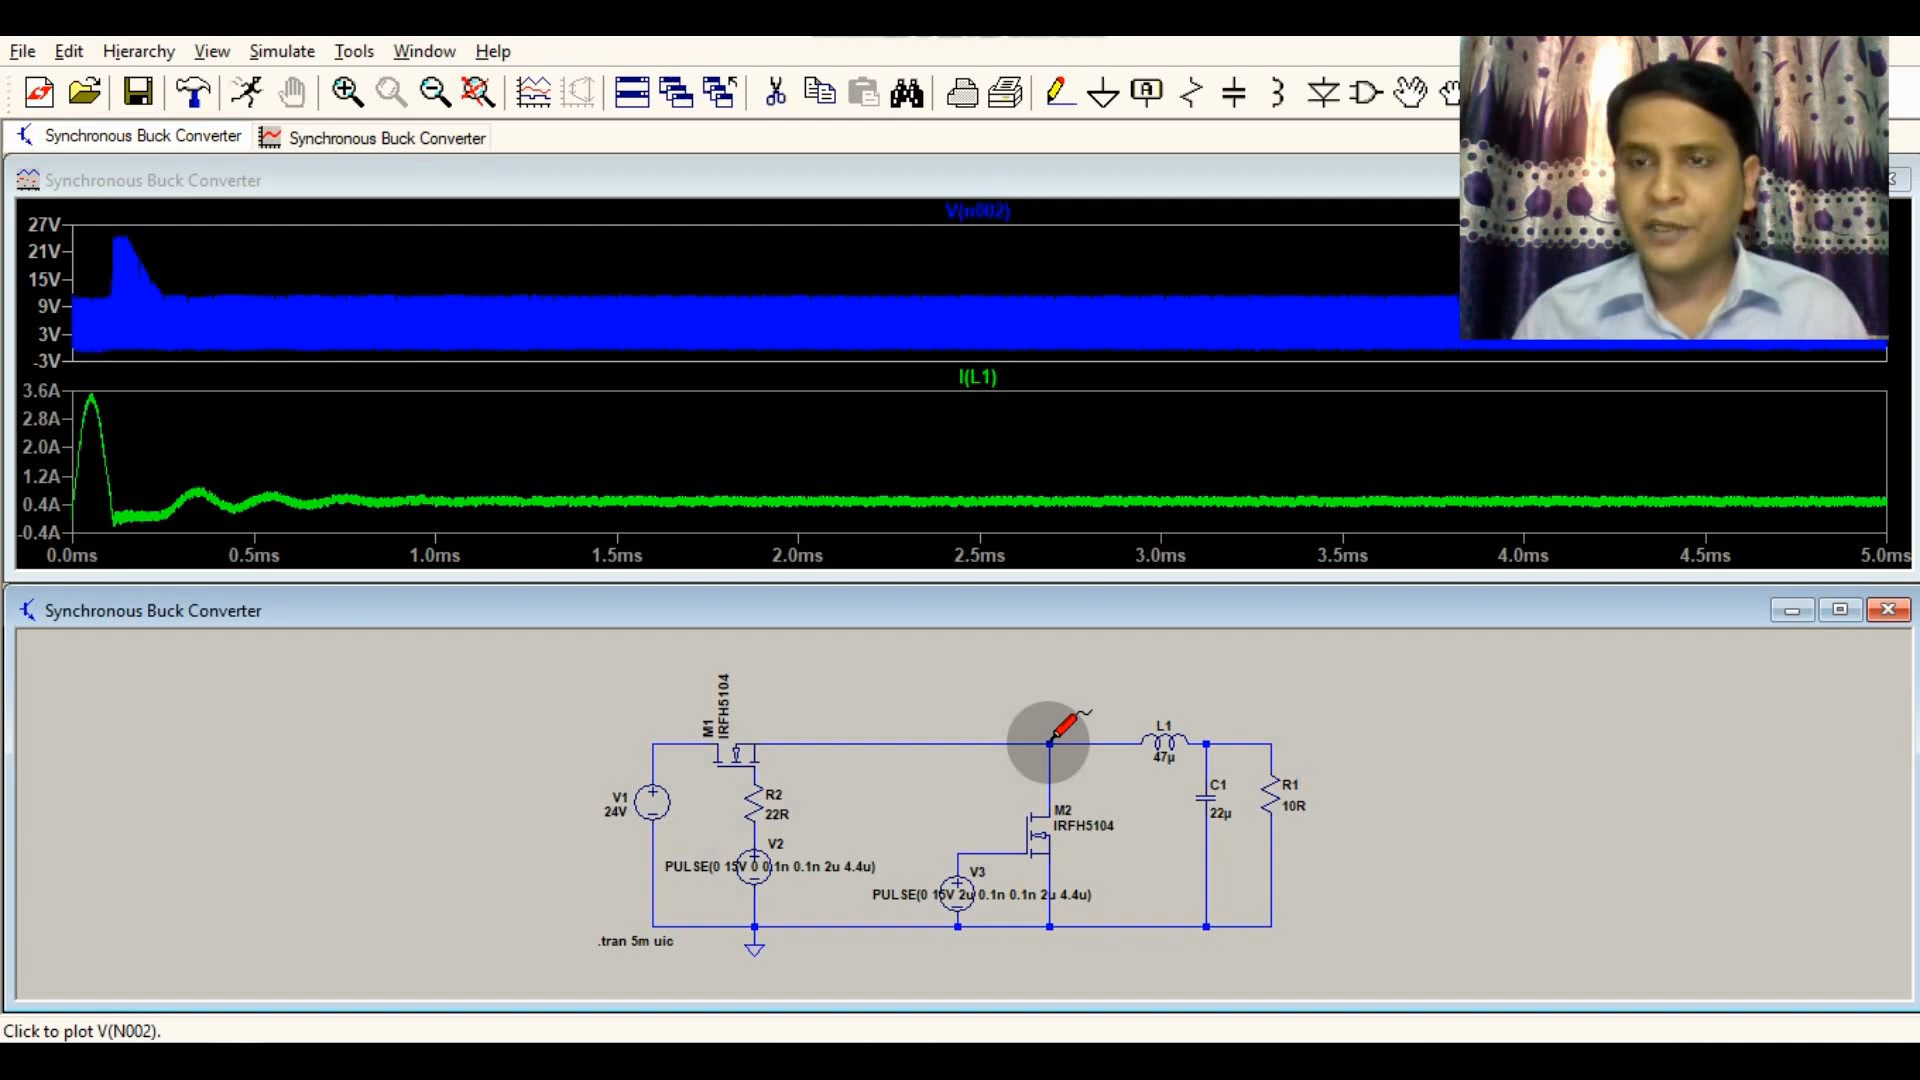 File Edit Hierarchy View Simulate Tools Window Help
Synchronous Buck Converter Synchronous Buck Converter
Synchronous Buck Converter
V(n002)
27V
21V
15V
9V
3V
-3V
I(L1)
3.6A
2.8A
2.0A
1.2A
0.4A
-0.4A
0.0ms 0.5ms 1.0ms 1.5ms 2.0ms 2.5ms 3.0ms 3.5ms 4.0ms 4.5ms 5.0ms
Synchronous Buck Converter
M1
IRFH5104
L1
47µ
V1
24V
R2
22R
C1
22µ
R1
10R
M2
IRFH5104
V2
PULSE(0 15V 0 0.1n 0.1n 2u 4.4u)
V3
PULSE(0 15V 2u 0.1n 0.1n 2u 4.4u)
.tran 5m uic
Click to plot V(N002).